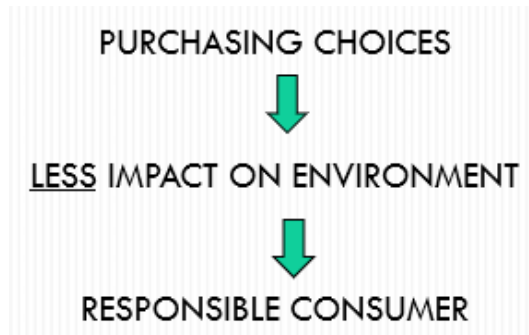 PURCHASING CHOICES
LESS IMPACT ON ENVIRONMENT
RESPONSIBLE CONSUMER